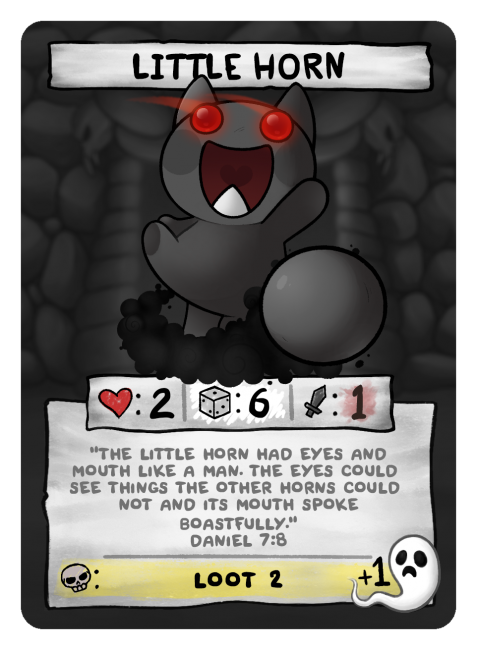 LITTLE HORN
:2 :6 :1
"THE LITTLE HORN HAD EYES AND
MOUTH LIKE A MAN. THE EYES COULD
SEE THINGS THE OTHER HORNS COULD
NOT AND ITS MOUTH SPOKE
BOASTFULLY."
DANIEL 7:8
: LOOT 2 +1